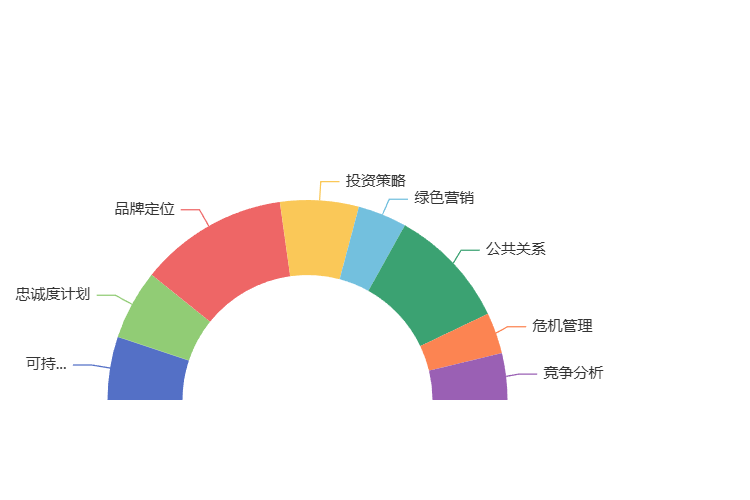 投资策略
绿色营销
品牌定位
公共关系
忠诚度计划
危机管理
可持...
竞争分析